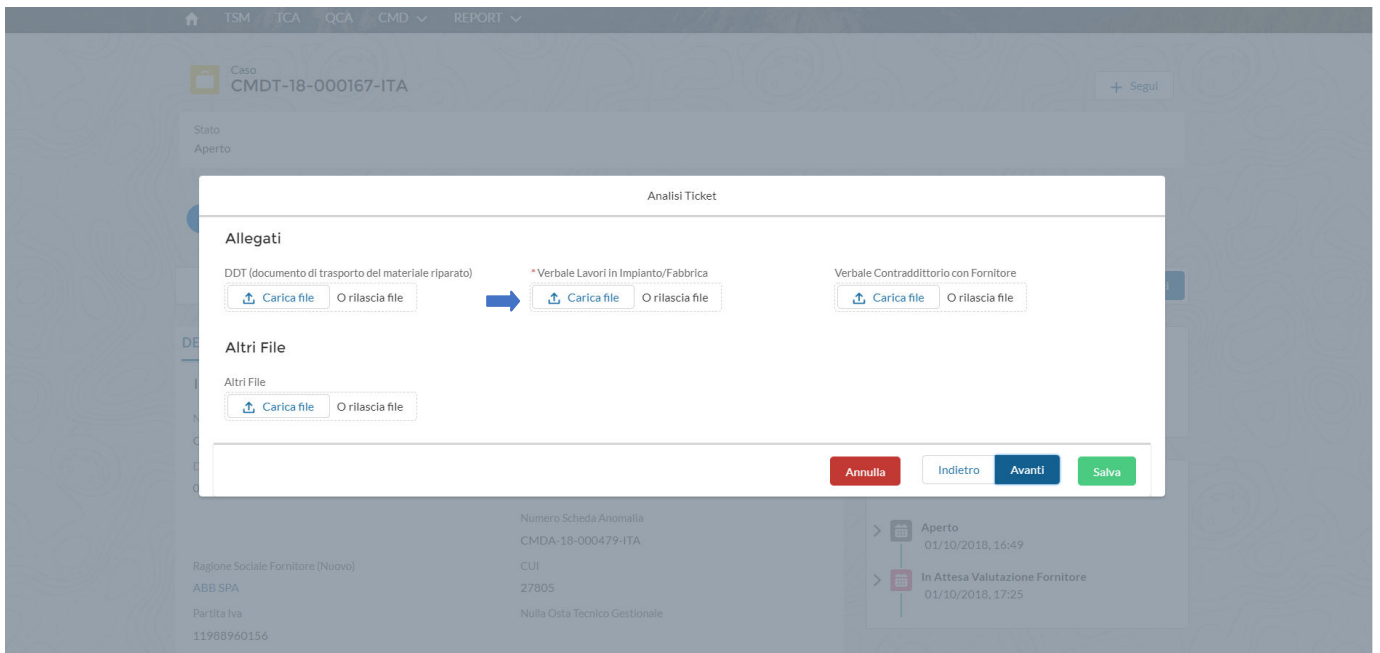 TSM TCA QCA CMD REPORT
Caso
CMDT-18-000167-ITA
+ Segui
Stato
Aperto
Analisi Ticket
Allegati
DDT (documento di trasporto del materiale riparato) * Verbale Lavori in Impianto/Fabbrica Verbale Contraddittorio con Fornitore
Carica file O rilascia file Carica file O rilascia file Carica file O rilascia file
DE
Altri File
Altri File
Carica file O rilascia file
Annulla Indietro Avanti Salva
Numero Scheda Anomalia
CMDA-18-000479-ITA
Aperto
01/10/2018, 16:49
Ragione Sociale Fornitore (Nuovo) CUI
ABB SPA 27805
In Attesa Valutazione Fornitore
01/10/2018, 17:25
Partita Iva Nulla Osta Tecnico Gestionale
11988960156